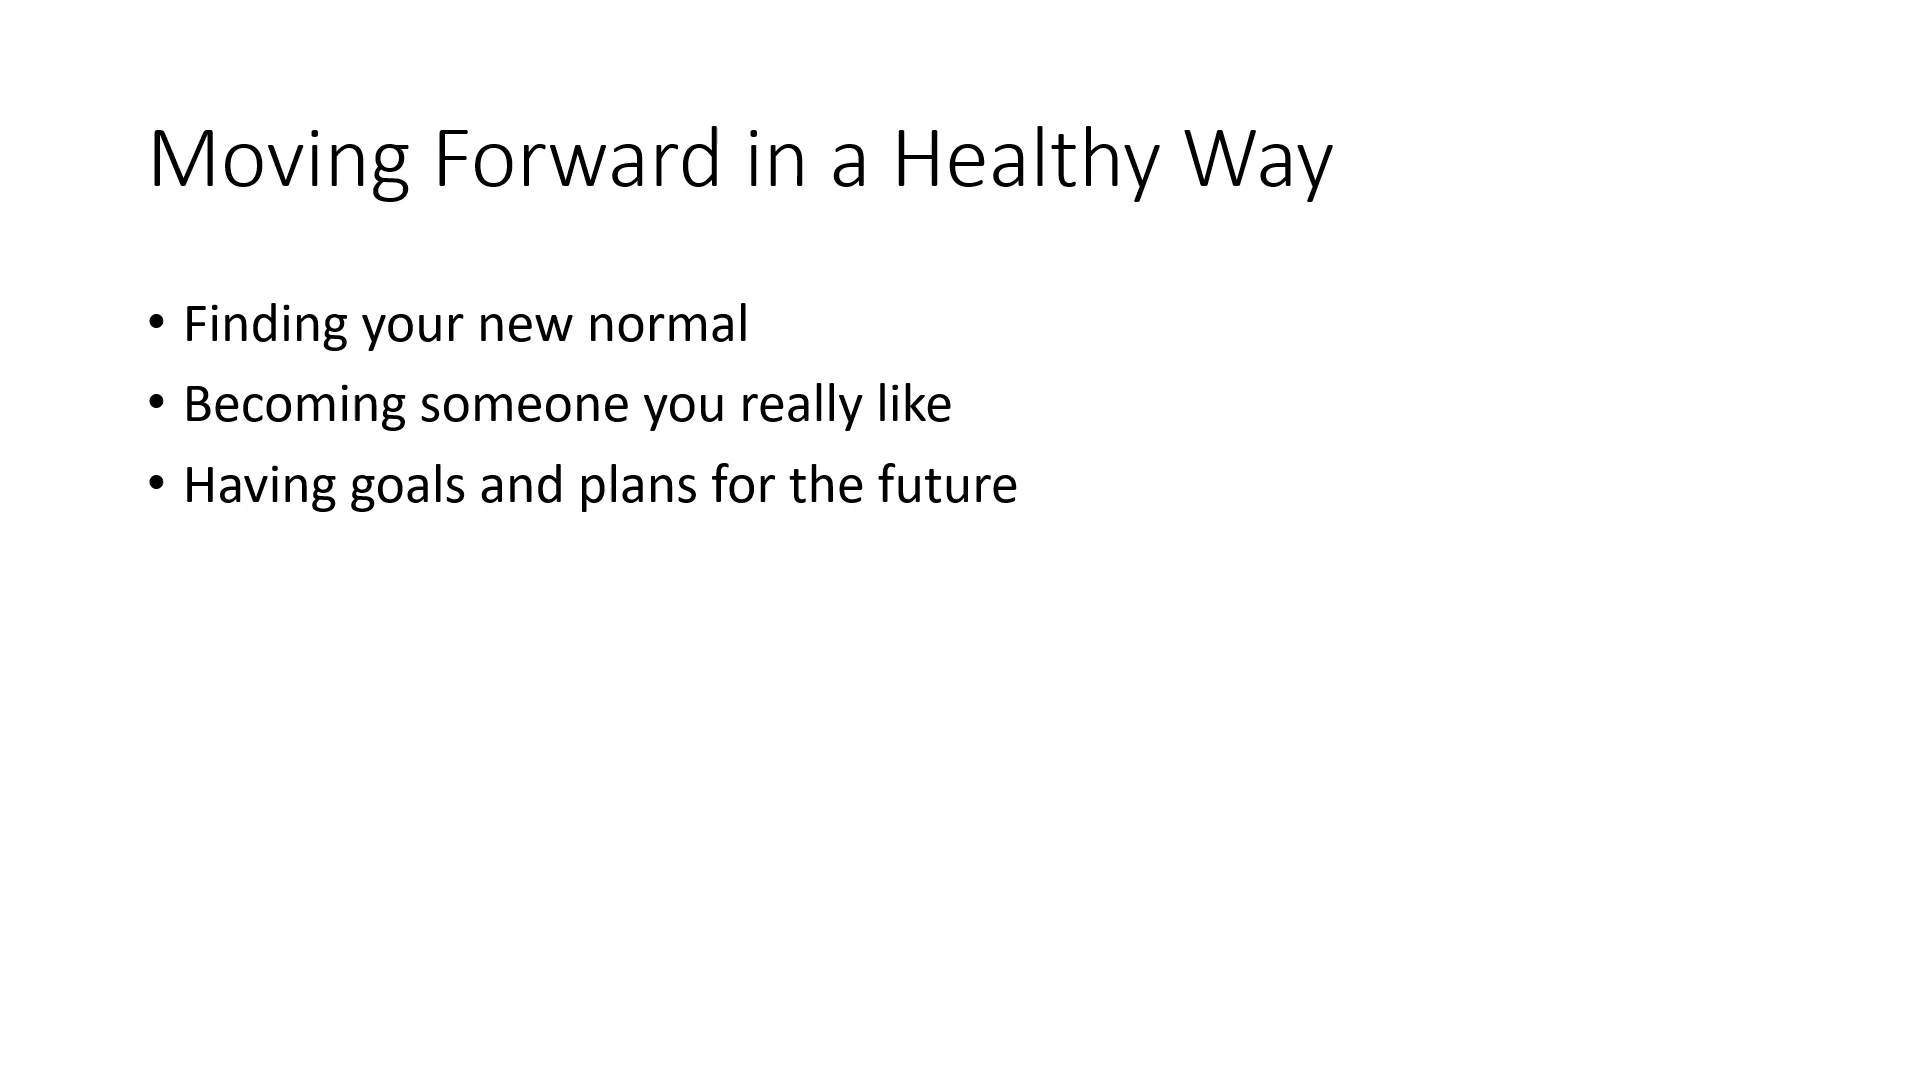 Moving Forward in a Healthy Way
• Finding your new normal
• Becoming someone you really like
• Having goals and plans for the future